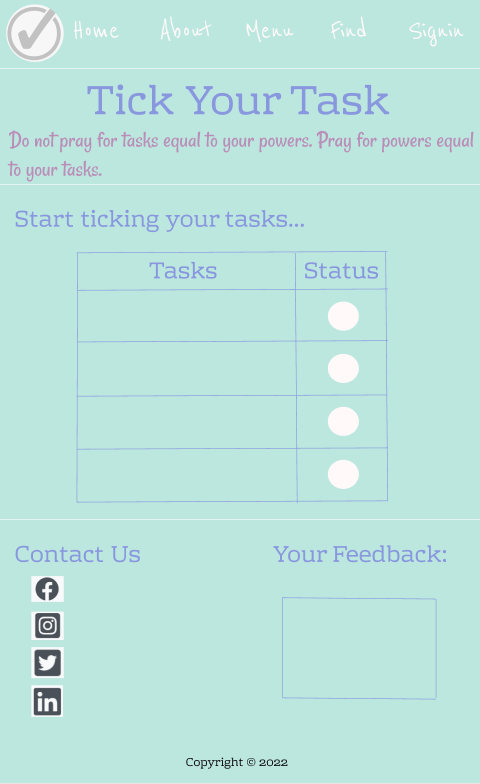 Home About Menu Find Signin
Tick Your Task
Do not pray for tasks equal to your powers. Pray for powers equal
to your tasks.
Start ticking your tasks...
Tasks Status
Contact Us Your Feedback:
Copyright © 2022